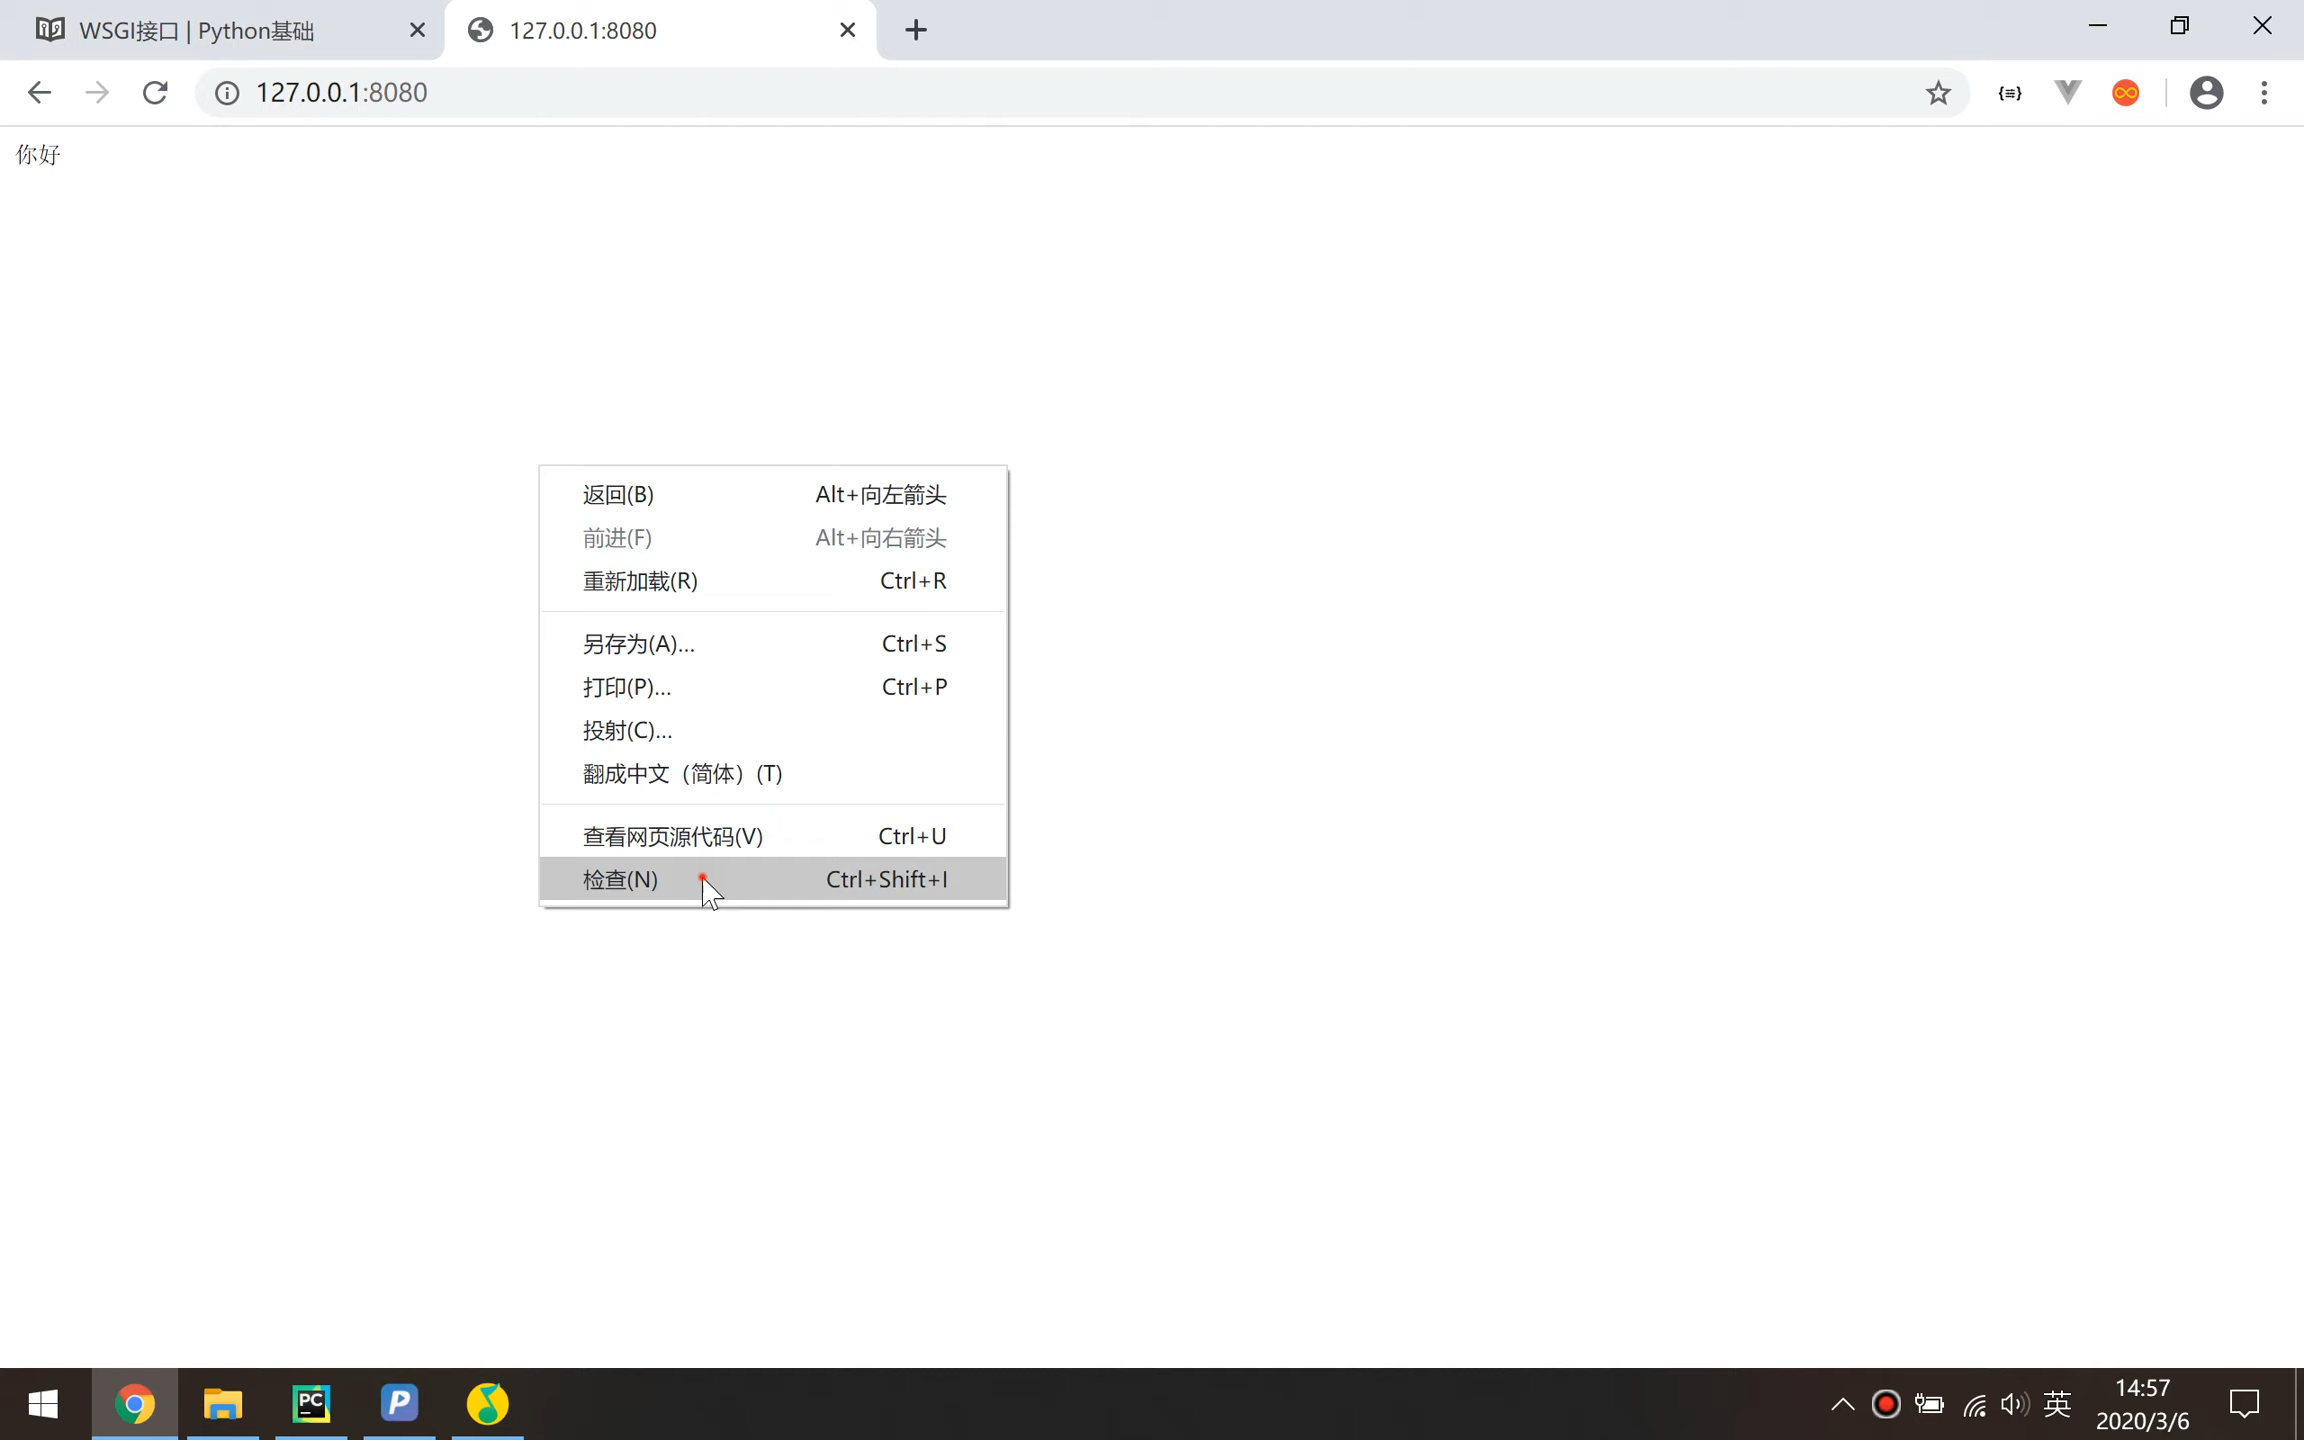 WSGI接口 | Python基础
127.0.0.1:8080
127.0.0.1:8080
你好
返回(B) Alt+向左箭头
前进(F) Alt+向右箭头
重新加载(R) Ctrl+R
另存为(A)... Ctrl+S
打印(P)... Ctrl+P
投射(C)...
翻成中文（简体）(T)
查看网页源代码(V) Ctrl+U
检查(N) Ctrl+Shift+I
PC
P
英
14:57
2020/3/6